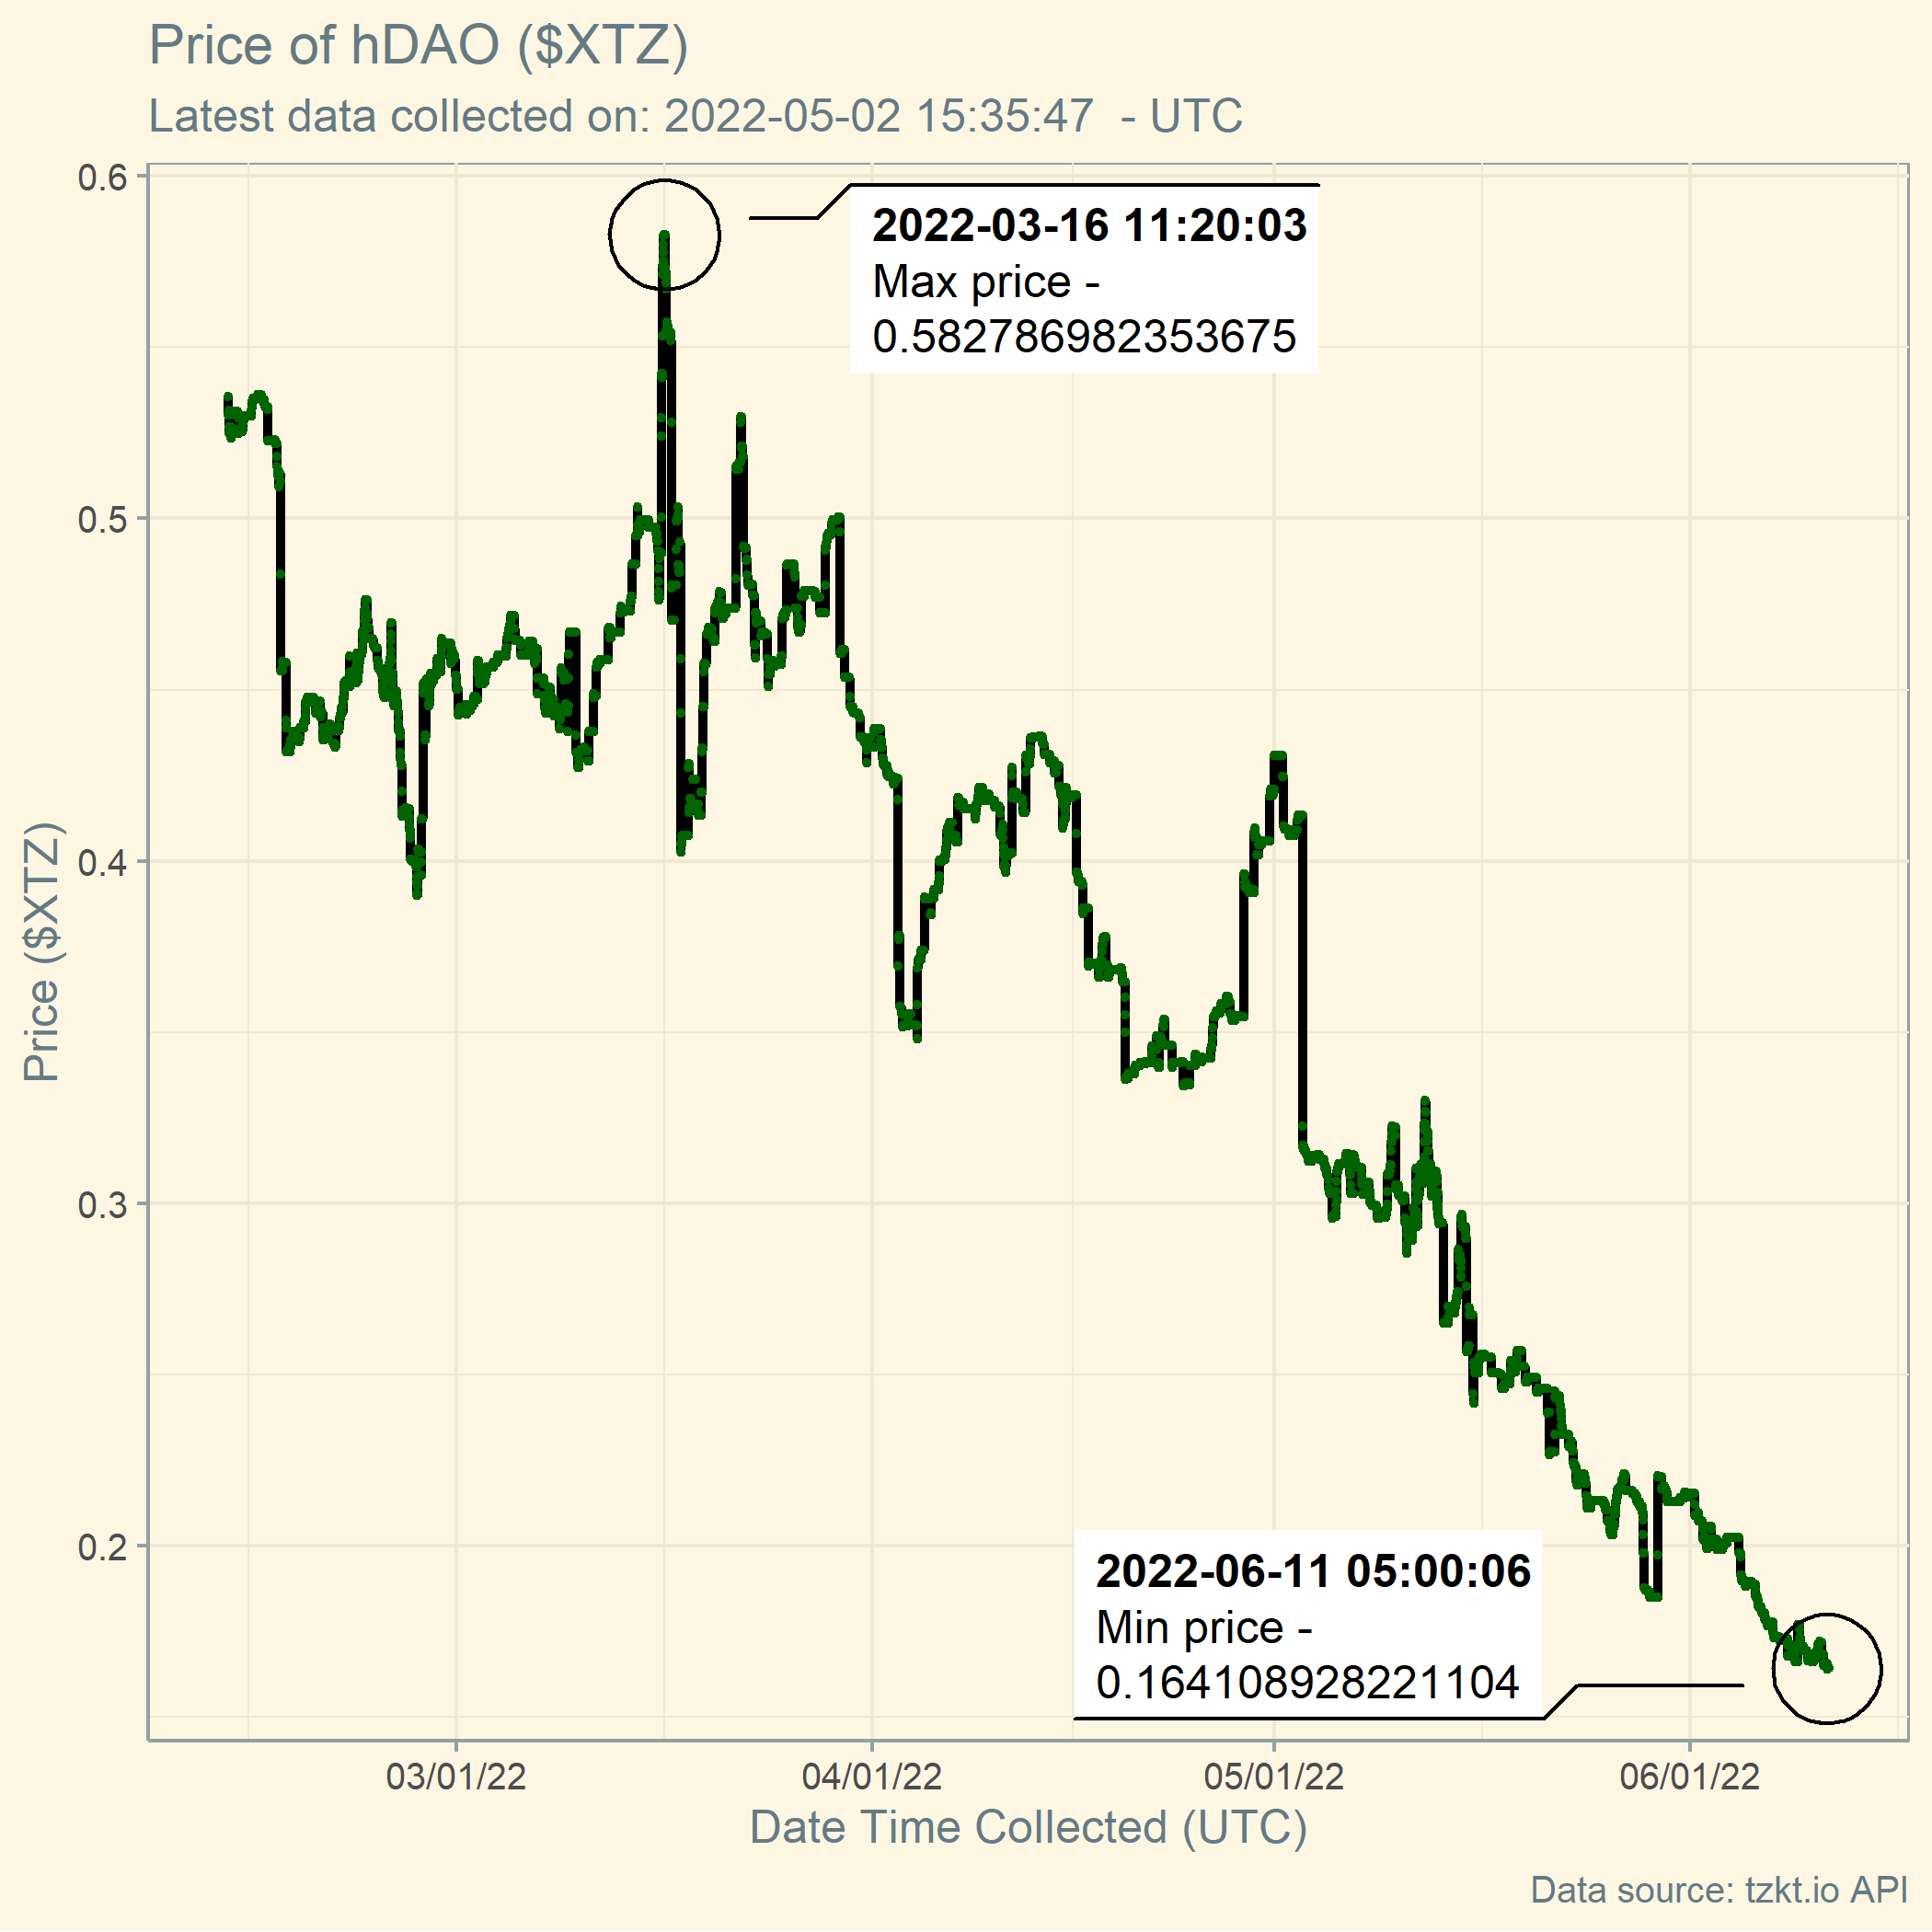 Price of hDAO ($XTZ)
Latest data collected on: 2022-05-02 15:35:47  - UTC
0.6
0.5
0.4
0.3
0.2
Price ($XTZ)
2022-03-16 11:20:03
Max price -
0.582786982353675
2022-06-11 05:00:06
Min price -
0.164108928221104
03/01/22
04/01/22
05/01/22
06/01/22
Date Time Collected (UTC)
Data source: tzkt.io API